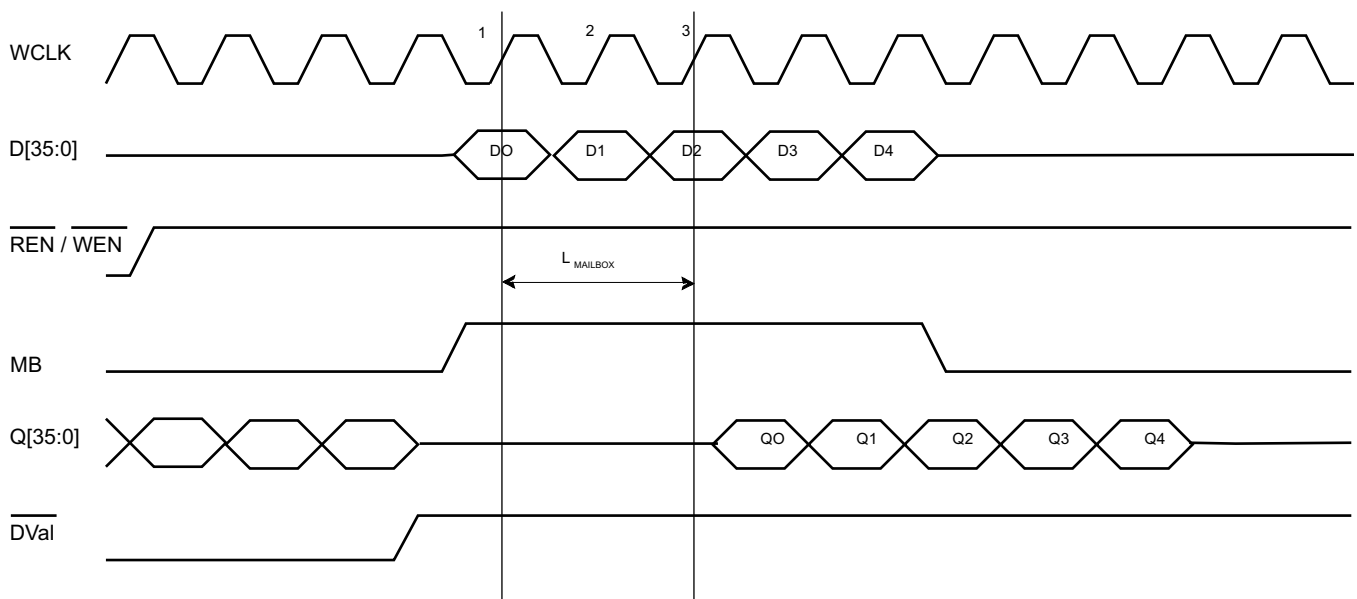 WCLK
1
2
3
D[35:0]
DO
D1
D2
D3
D4
REN / WEN
L MAILBOX
MB
Q[35:0]
QO
Q1
Q2
Q3
Q4
DVal